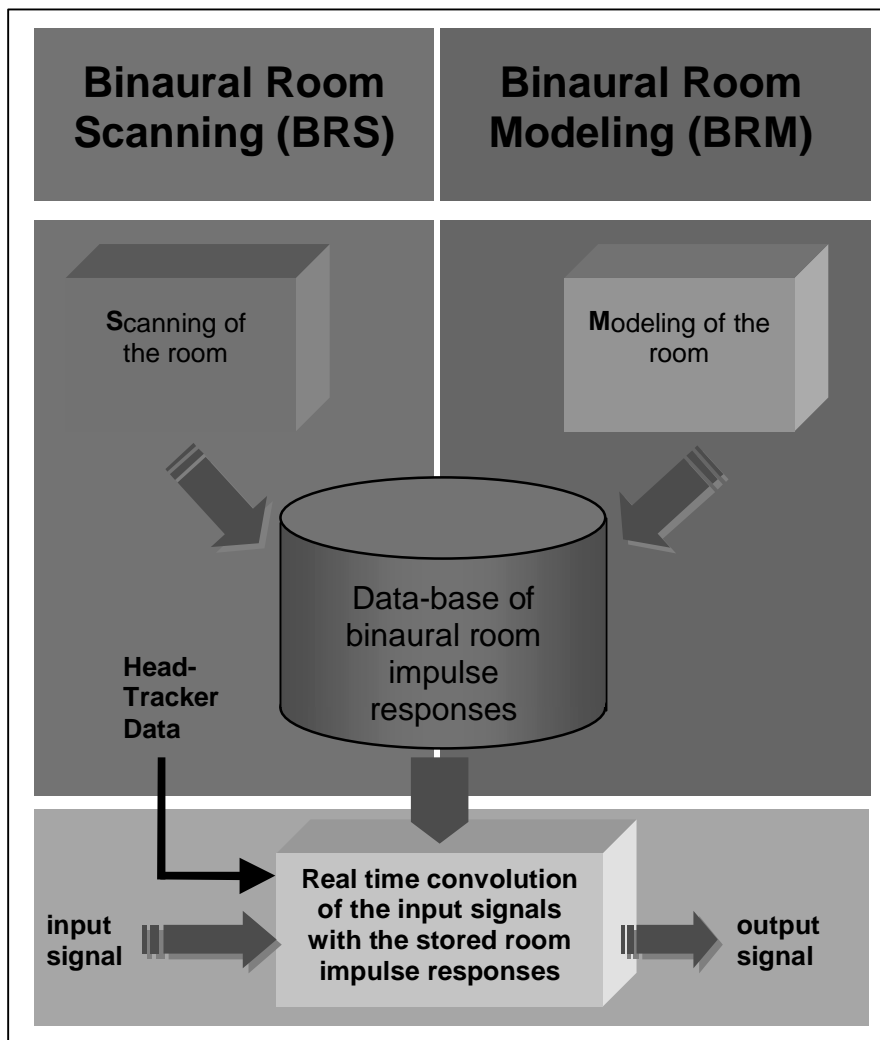 Binaural Room
Scanning (BRS)
Binaural Room
Modeling (BRM)
Scanning of
the room
Modeling of the
room
Data-base of
binaural room
impulse
responses
Head-
Tracker
Data
input
signal
Real time convolution
of the input signals
with the stored room
impulse responses
output
signal